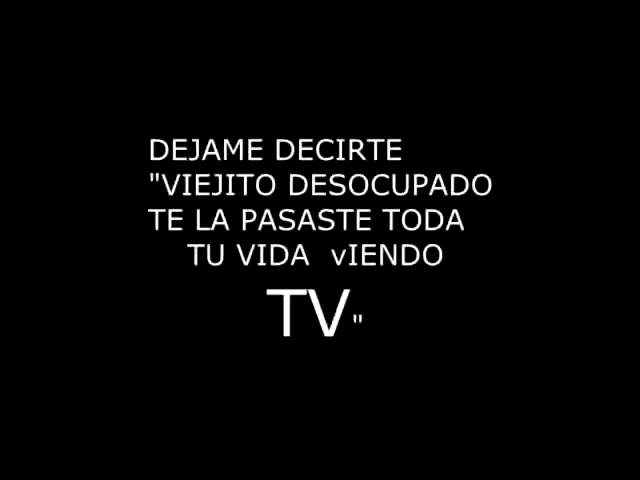 DEJAME DECIRTE
"VIEJITO DESOCUPADO
TE LA PASASTE TODA
TU VIDA vIENDO
TV"